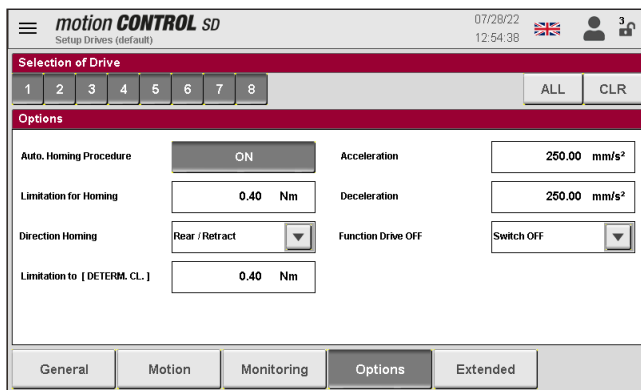 motion CONTROL SD
Setup Drives (default)
07/28/22
12:54:38
3
Selection of Drive
1 2 3 4 5 6 7 8 ALL CLR
Options
Auto. Homing Procedure ON Acceleration 250.00 mm/s²
Limitation for Homing 0.40 Nm Deceleration 250.00 mm/s²
Direction Homing Rear / Retract Function Drive OFF Switch OFF
Limitation to [ DETERM. CL. ] 0.40 Nm
General Motion Monitoring Options Extended